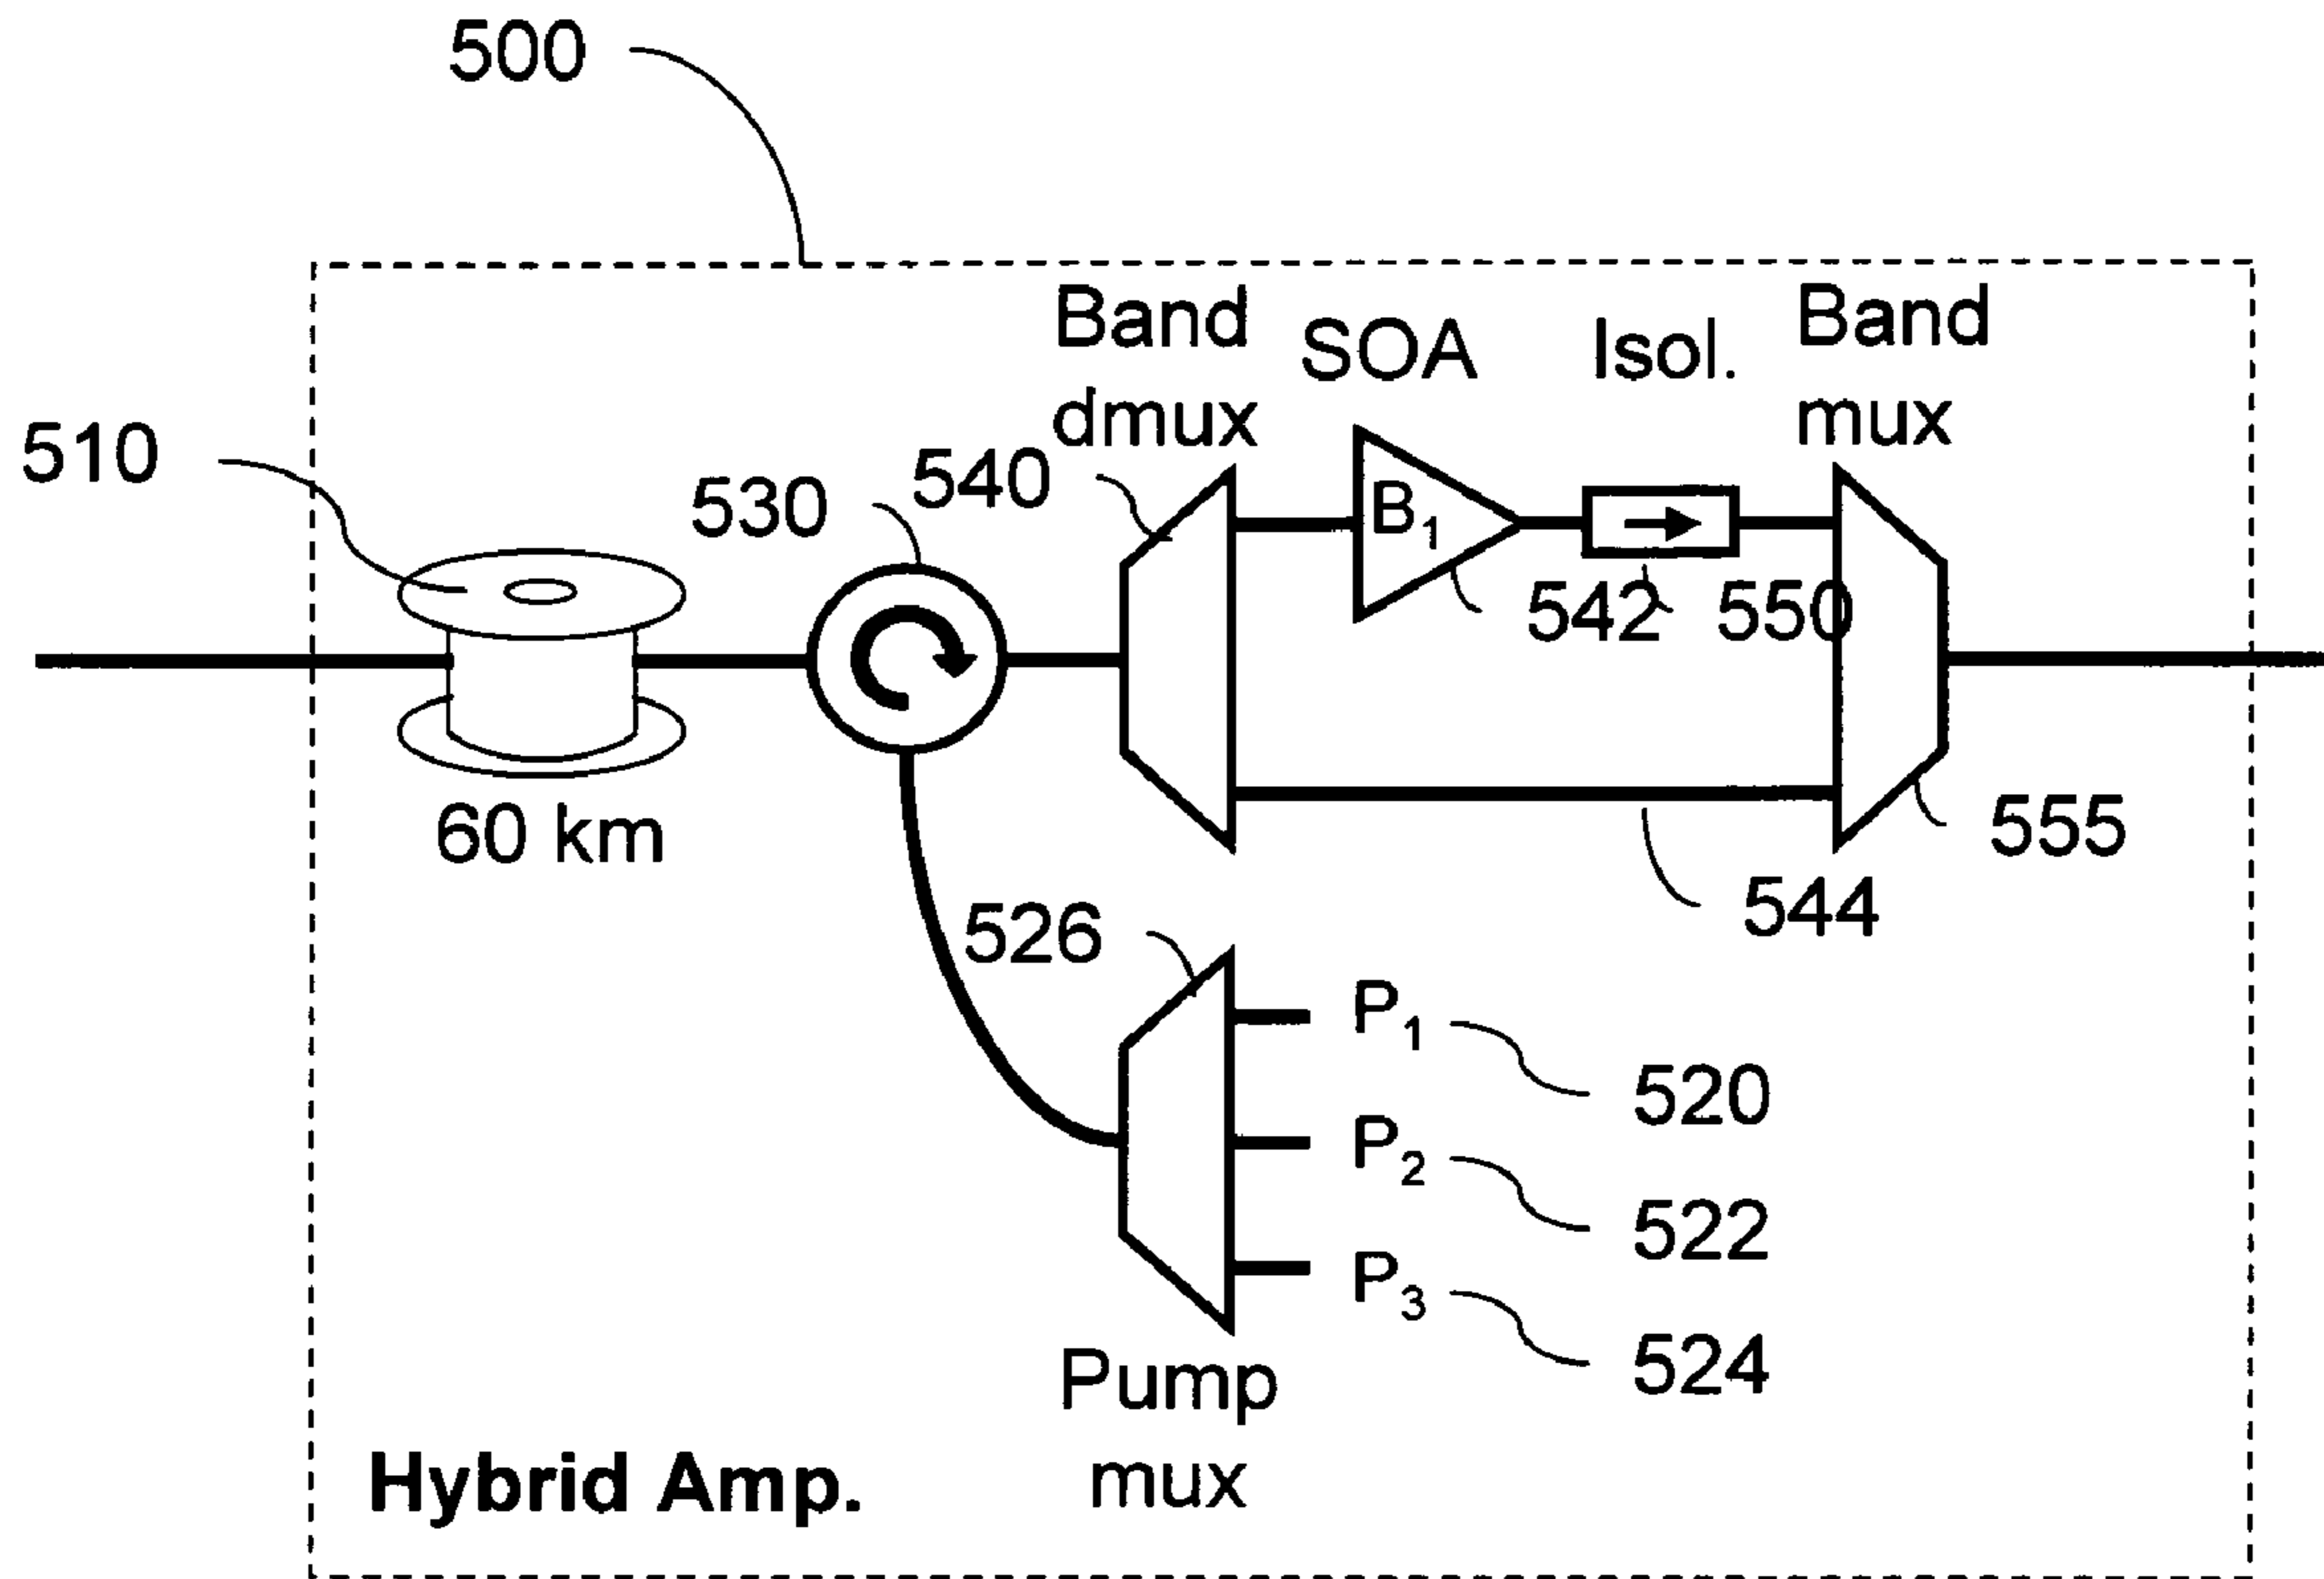 500
Band
dmux
SOA
Isol.
Band
mux
510
530
540
B1
542
550
60 km
555
544
526
P1
520
P2
522
P3
524
Pump
mux
Hybrid Amp.